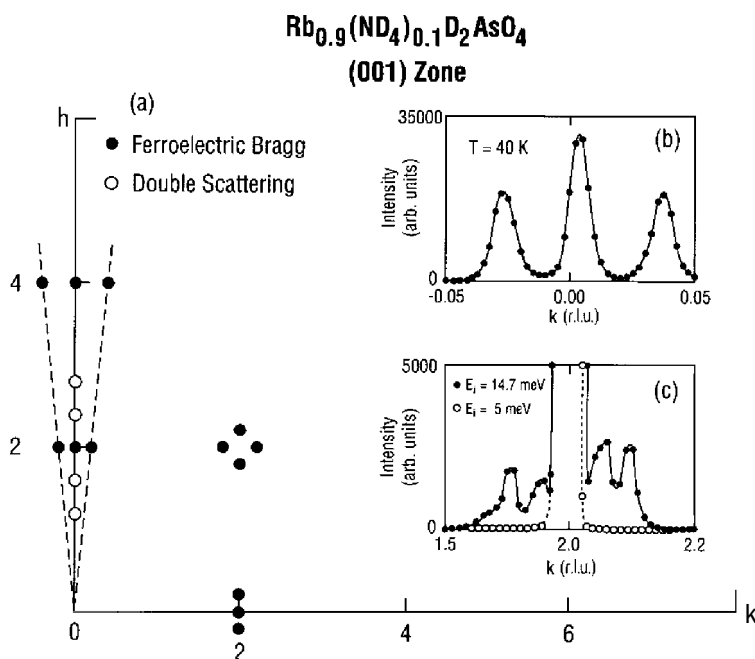 Rb0.9(ND4)0.1D2AsO4
(001) Zone
(a)
h
● Ferroelectric Bragg
○ Double Scattering
4
2
0
2
4
6
k
35000
(b)
T = 40 K
Intensity
(arb. units)
0
-0.05
0.00
0.05
k (r.l.u.)
5000
● Ei = 14.7 meV
○ Ei = 5 meV
(c)
Intensity
(arb. units)
0
1.5
2.0
2.2
k (r.l.u.)